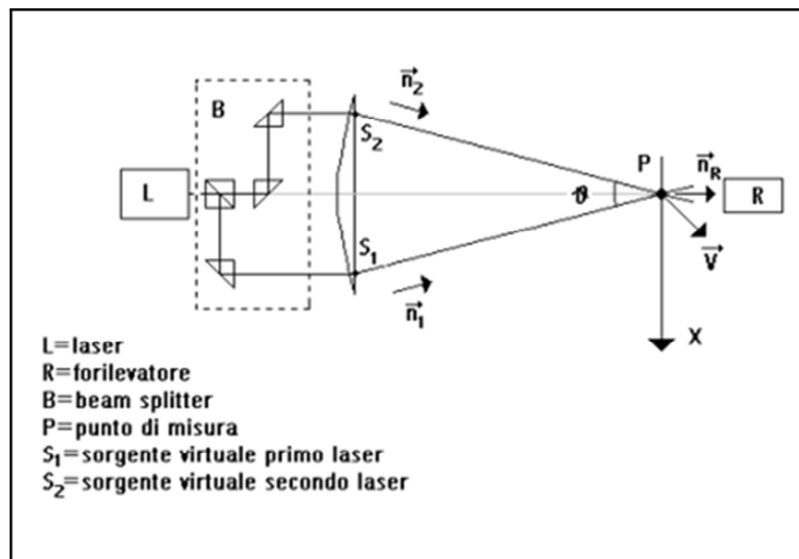 B
n₂
S₂
P
n_R
L
ϑ
R
V
S₁
n₁
X
L=laser
R=forilevatore
B=beam splitter
P=punto di misura
S₁=sorgente virtuale primo laser
S₂=sorgente virtuale secondo laser